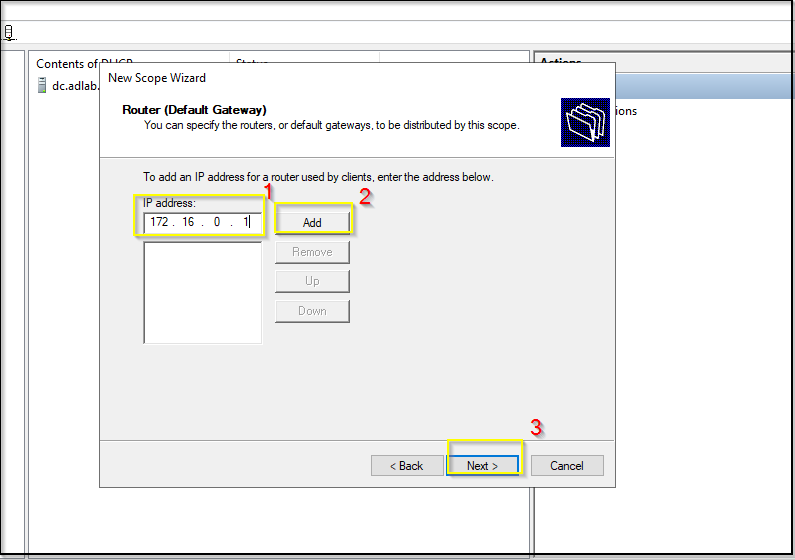 Contents of DHCP
Status
Actions
dc.adlab.
ions
New Scope Wizard
Router (Default Gateway)
You can specify the routers, or default gateways, to be distributed by this scope.
To add an IP address for a router used by clients, enter the address below.
1
2
IP address:
172 . 16 . 0 . 1
Add
Remove
Up
Down
3
< Back
Next >
Cancel